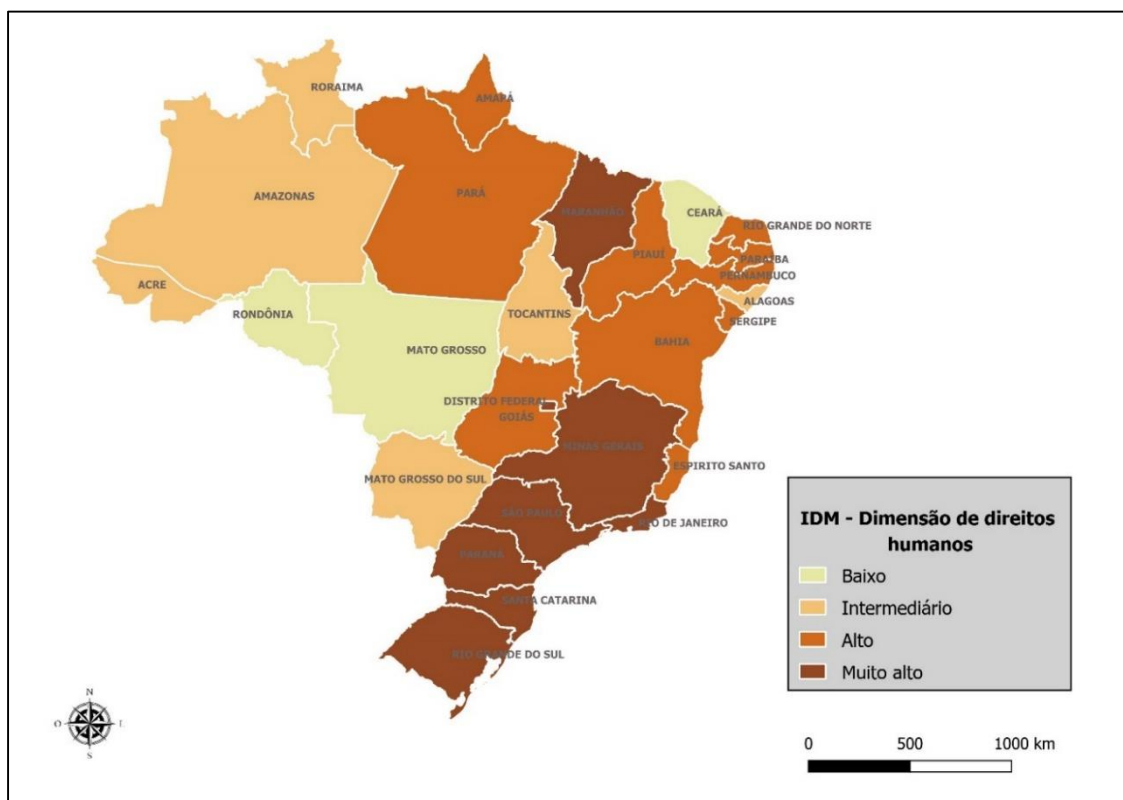 RORAIMA
AMAPÁ
AMAZONAS
PARÁ
MARANHÃO
CEARÁ
RIO GRANDE DO NORTE
PIAUÍ
PARAÍBA
PERNAMBUCO
ACRE
ALAGOAS
RONDÔNIA
TOCANTINS
SERGIPE
MATO GROSSO
BAHIA
DISTRITO FEDERAL
GOIÁS
MINAS GERAIS
ESPIRITO SANTO
MATO GROSSO DO SUL
SÃO PAULO
RIO DE JANEIRO
PARANÁ
SANTA CATARINA
RIO GRANDE DO SUL
IDM - Dimensão de direitos
humanos
Baixo
Intermediário
Alto
Muito alto
N
O
L
S
0 500 1000 km